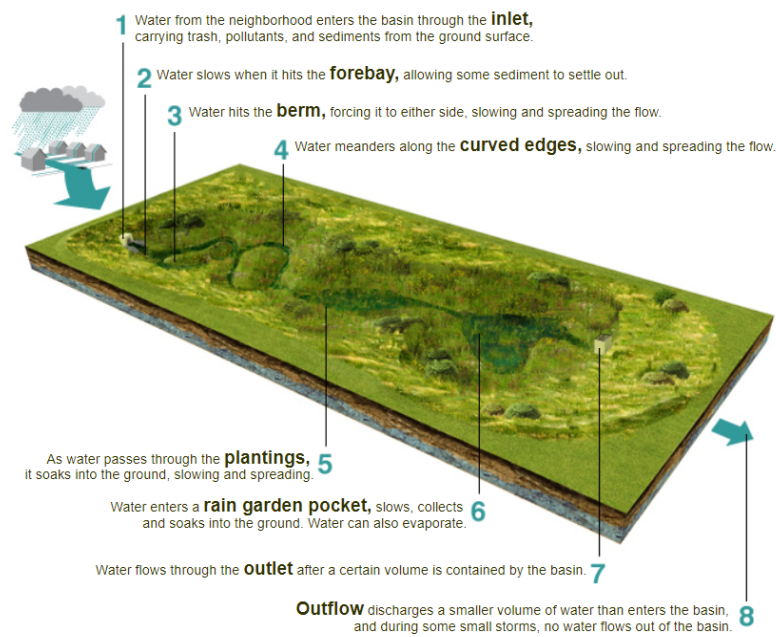 1 Water from the neighborhood enters the basin through the inlet,
carrying trash, pollutants, and sediments from the ground surface.
2 Water slows when it hits the forebay, allowing some sediment to settle out.
3 Water hits the berm, forcing it to either side, slowing and spreading the flow.
4 Water meanders along the curved edges, slowing and spreading the flow.
As water passes through the plantings,
it soaks into the ground, slowing and spreading. 5
Water enters a rain garden pocket, slows, collects
and soaks into the ground. Water can also evaporate. 6
Water flows through the outlet after a certain volume is contained by the basin. 7
Outflow discharges a smaller volume of water than enters the basin,
and during some small storms, no water flows out of the basin. 8